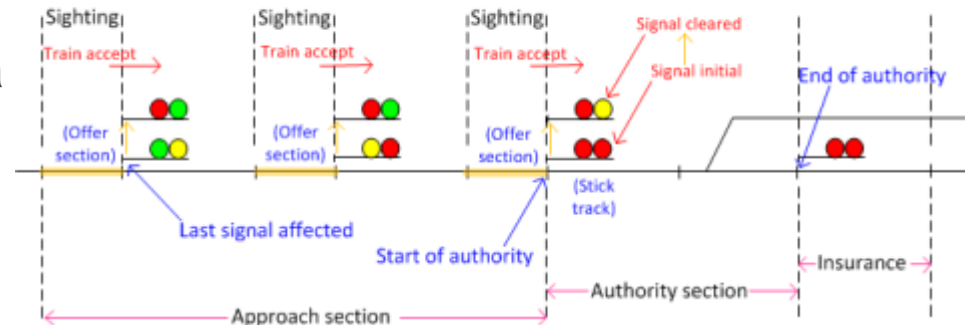 Sighting
Sighting
Sighting
Signal cleared
Train accept
Train accept
Train accept
Signal initial
End of authority
(Offer
section)
(Offer
section)
(Offer
section)
(Stick
track)
Last signal affected
Start of authority
Insurance
Authority section
Approach section